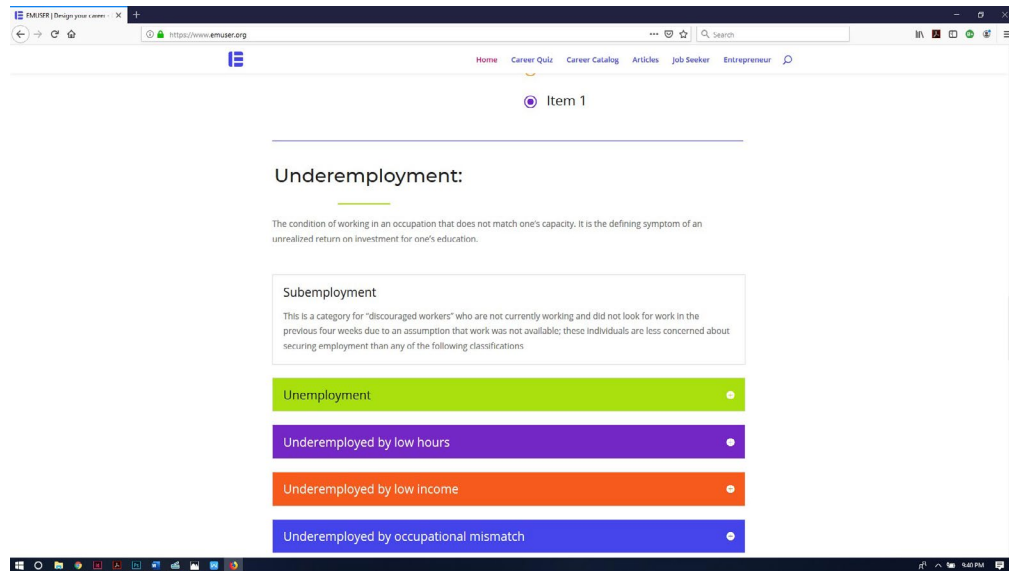 EMUSER | Design your career -
https://www.emuser.org
Search
Home Career Quiz Career Catalog Articles Job Seeker Entrepreneur
Item 1
Underemployment:
The condition of working in an occupation that does not match one's capacity. It is the defining symptom of an
unrealized return on investment for one's education.
Subemployment
This is a category for "discouraged workers" who are not currently working and did not look for work in the
previous four weeks due to an assumption that work was not available; these individuals are less concerned about
securing employment than any of the following classifications
Unemployment
Underemployed by low hours
Underemployed by low income
Underemployed by occupational mismatch
9:40 PM